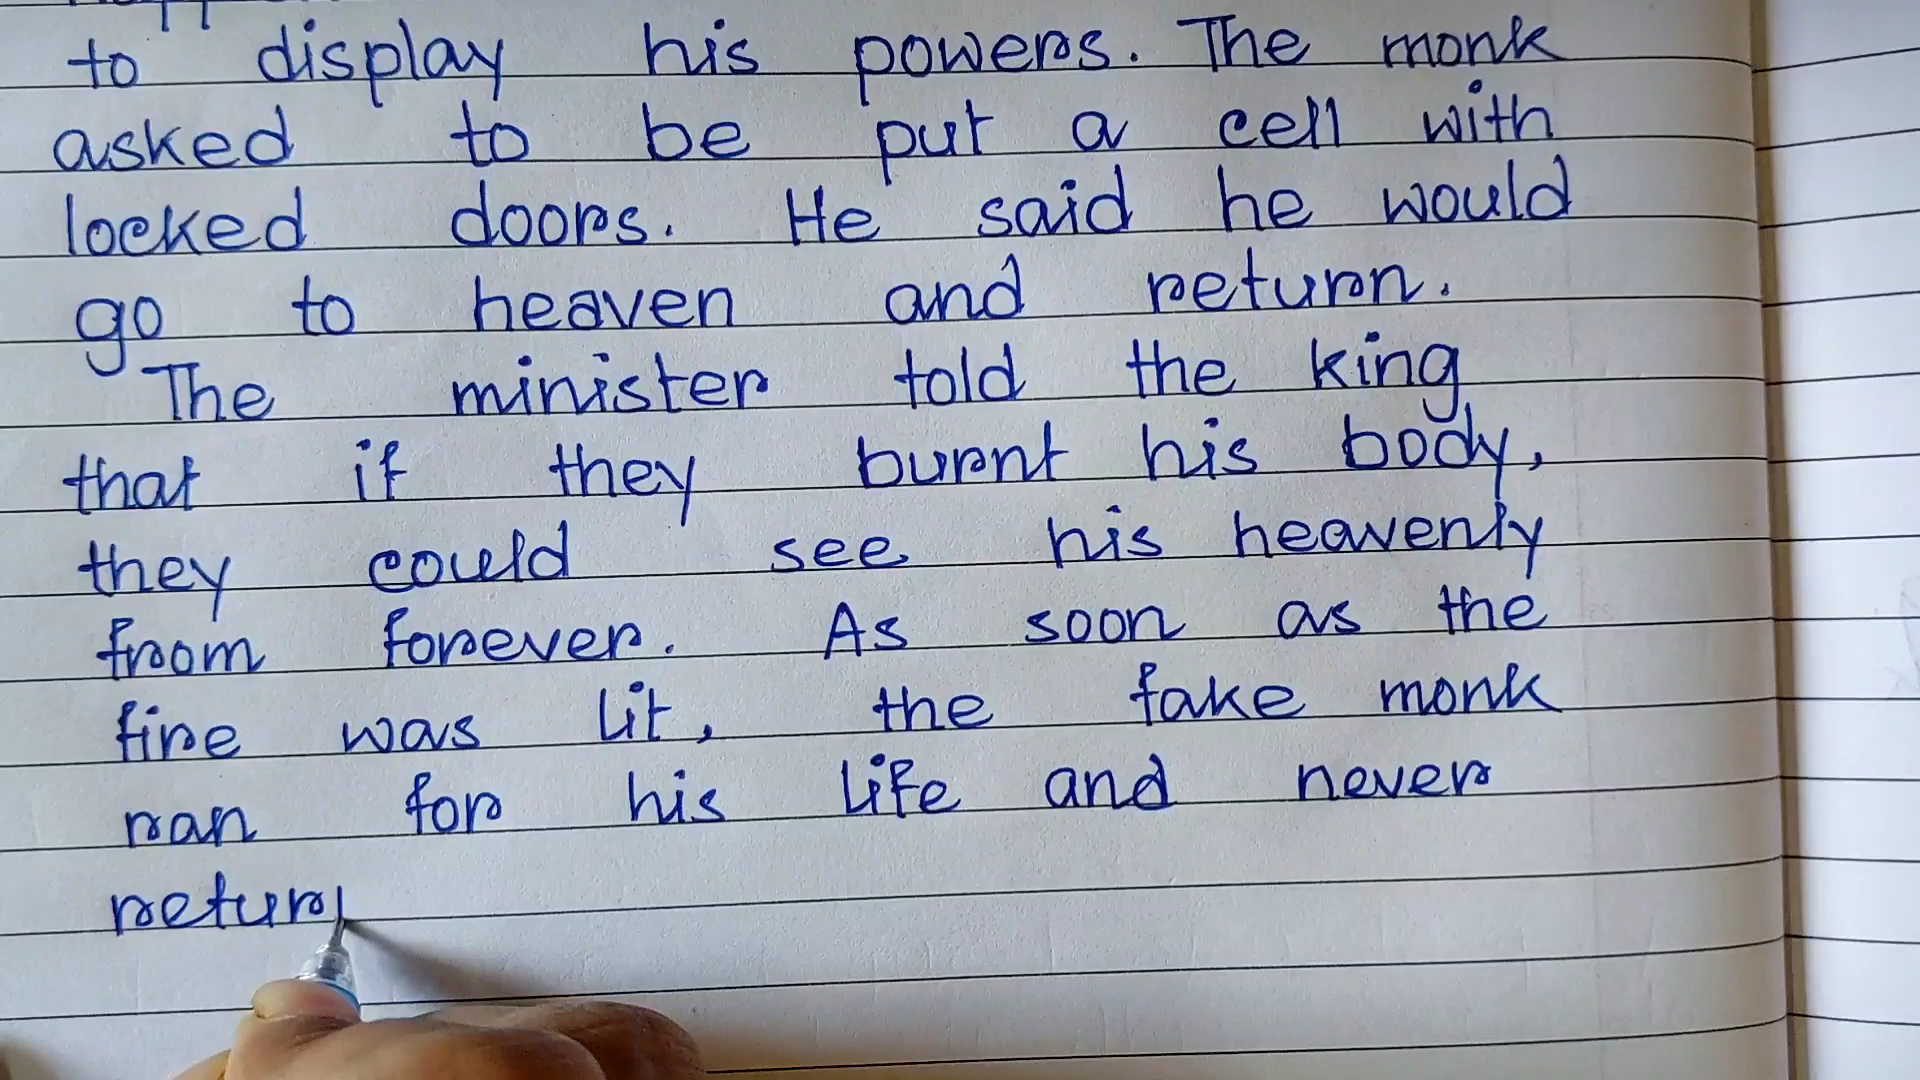 to display his powers. The monk
asked to be put a cell with
locked doors. He said he would
go to heaven and return.
The minister told the king
that if they burnt his body,
they could see his heavenly
from forever. As soon as the
fire was lit, the fake monk
ran for his life and never
return